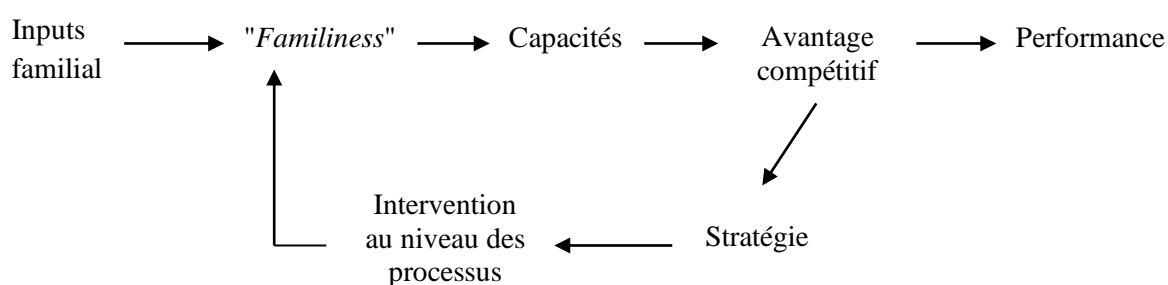 Inputs
familial
"Familiness"
Capacités
Avantage
compétitif
Performance
Intervention
au niveau des
processus
Stratégie